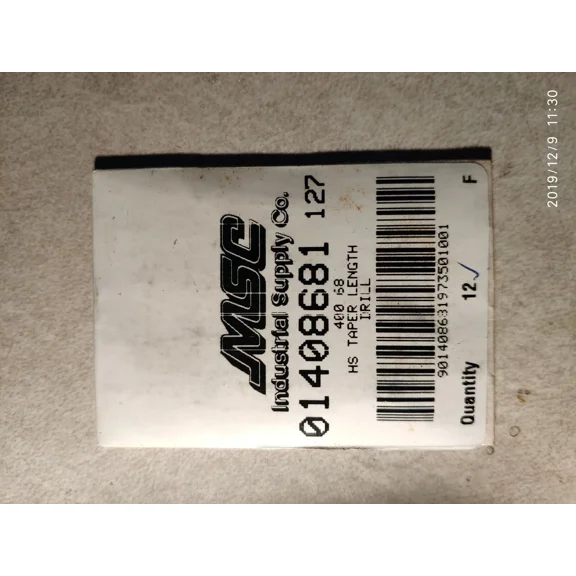 MSC
Industrial Supply Co.
01408681 127
400 68
HS TAPER LENGTH
DRILL
901408681973501001
Quantity 12 ✓ F
2019/12/9 11:30